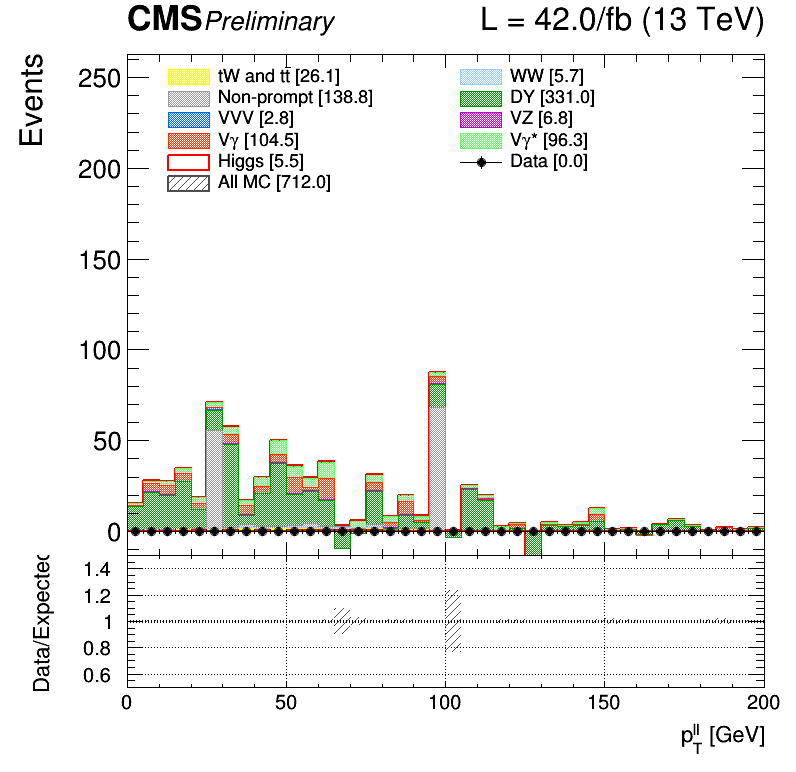 CMS Preliminary L = 42.0/fb (13 TeV)
Events
250
200
150
100
50
0
tW and tt̄ [26.1]
Non-prompt [138.8]
VVV [2.8]
Vγ [104.5]
Higgs [5.5]
All MC [712.0]
WW [5.7]
DY [331.0]
VZ [6.8]
Vγ* [96.3]
Data [0.0]
Data/Expected
1.4
1.2
1
0.8
0.6
0 50 100 150 200
p_T^ll [GeV]